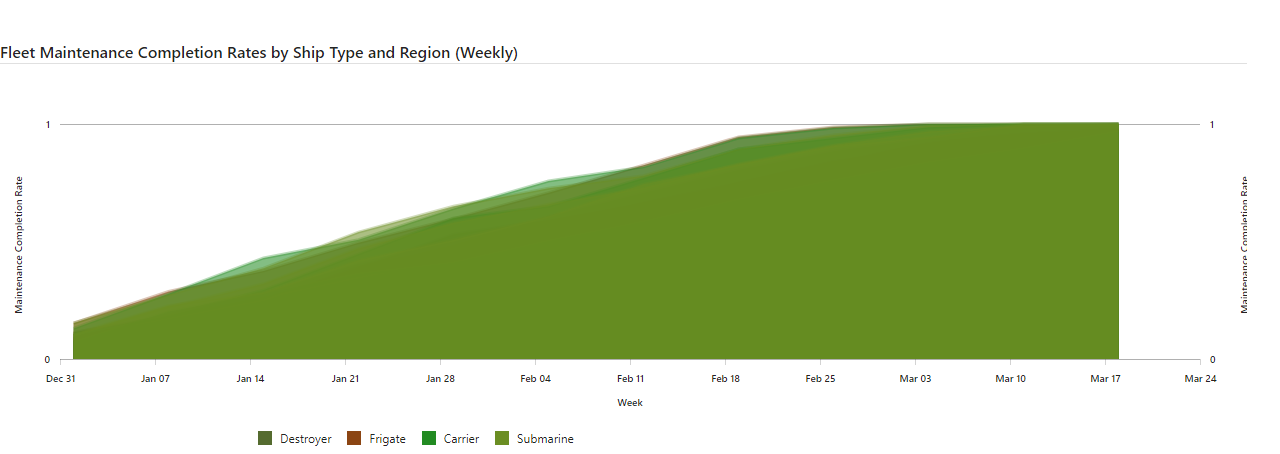 Fleet Maintenance Completion Rates by Ship Type and Region (Weekly)
1 1
Maintenance Completion Rate
Maintenance Completion Rate
0 0
Dec 31 Jan 07 Jan 14 Jan 21 Jan 28 Feb 04 Feb 11 Feb 18 Feb 25 Mar 03 Mar 10 Mar 17 Mar 24
Week
Destroyer Frigate Carrier Submarine